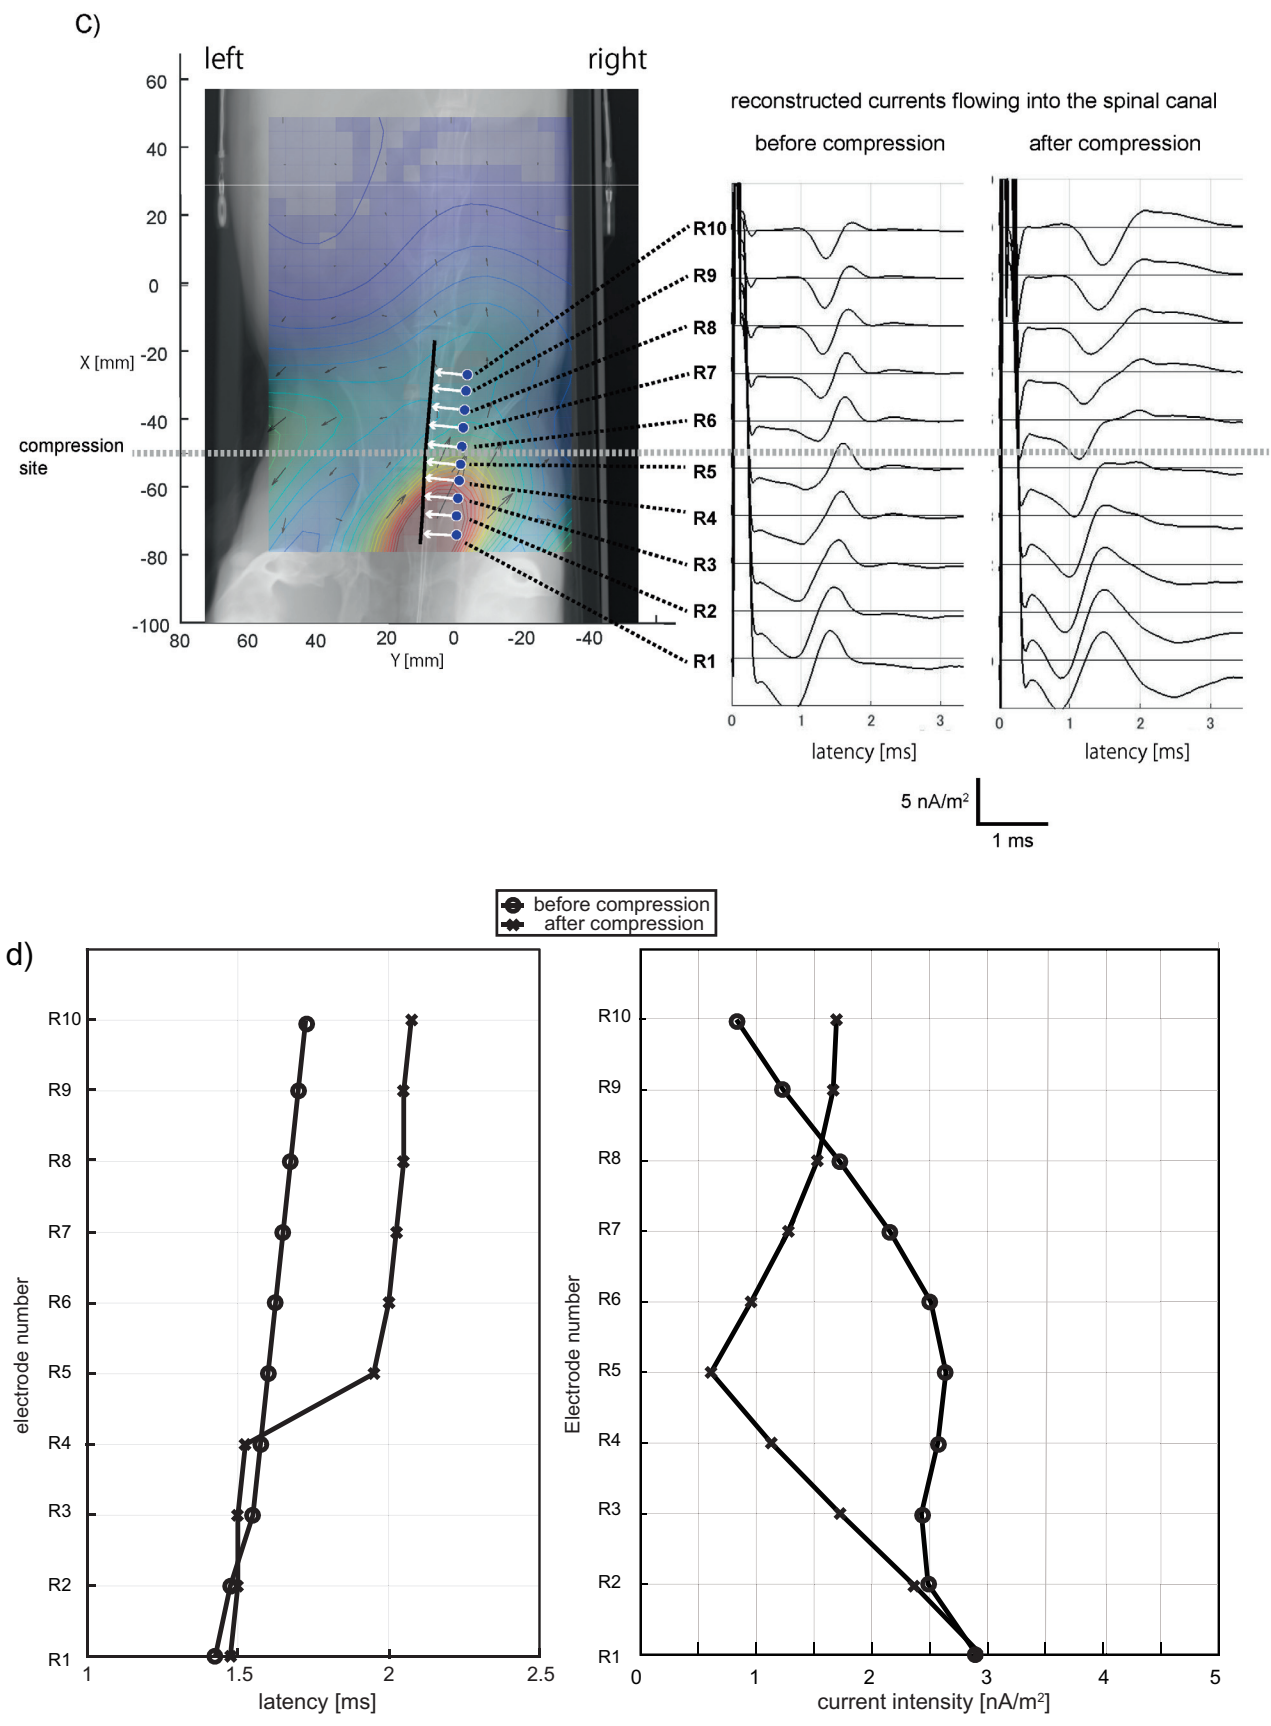 C)
left
right
reconstructed currents flowing into the spinal canal
before compression
after compression
60
40
20
0
-20
-40
-60
-80
-100
X [mm]
compression
site
80
60
40
20
0
-20
-40
Y [mm]
R10
R9
R8
R7
R6
R5
R4
R3
R2
R1
0
1
2
3
latency [ms]
0
1
2
3
latency [ms]
5 nA/m²
1 ms
before compression
after compression
d)
R10
R9
R8
R7
R6
R5
R4
R3
R2
R1
electrode number
1
1.5
2
2.5
latency [ms]
R10
R9
R8
R7
R6
R5
R4
R3
R2
R1
Electrode number
0
1
2
3
4
5
current intensity [nA/m²]